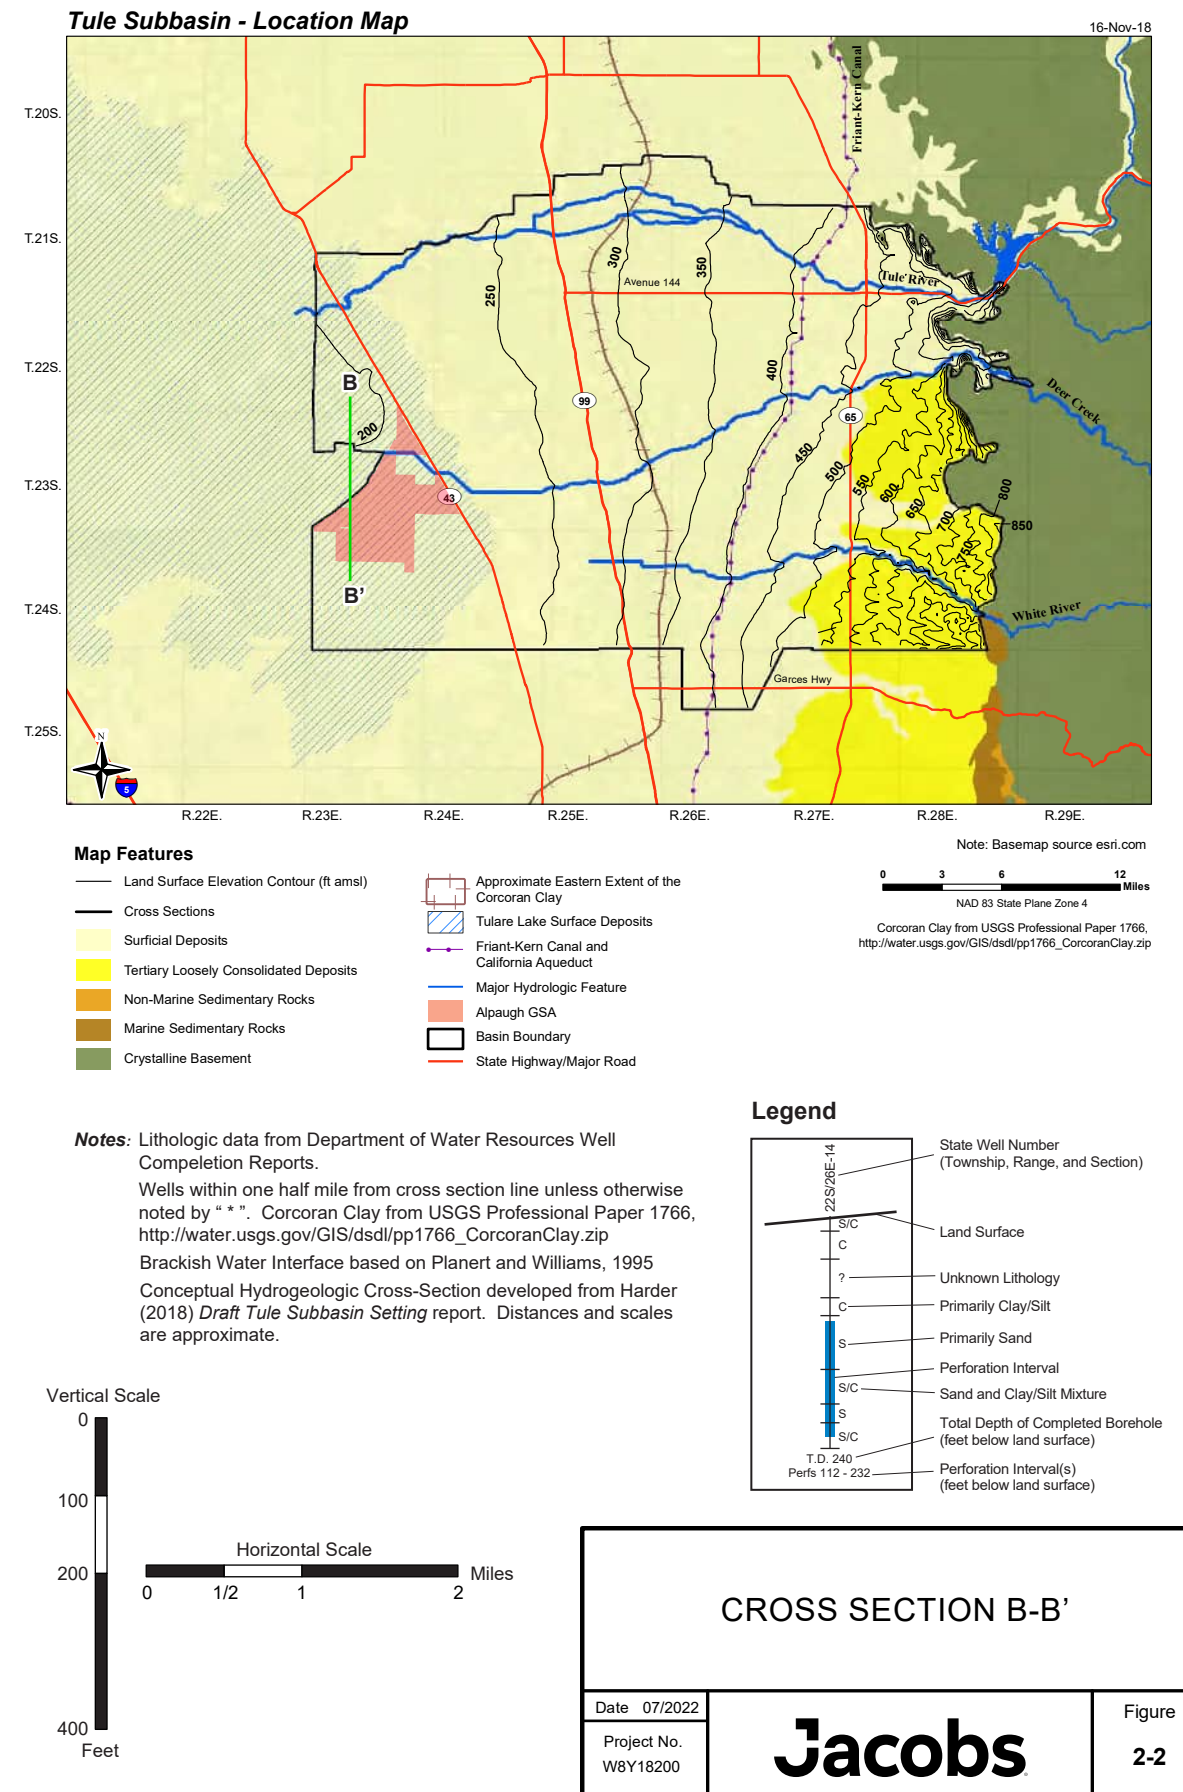 Tule Subbasin - Location Map
16-Nov-18
T.20S.
T.21S.
T.22S.
T.23S.
T.24S.
T.25S.
Friant-Kern Canal
250
300
350
400
450
500
550
600
650
700
750
800
850
200
Avenue 144
Tule River
Deer Creek
White River
Garces Hwy
99
65
43
5
B
B’
N
R.22E.
R.23E.
R.24E.
R.25E.
R.26E.
R.27E.
R.28E.
R.29E.
Note: Basemap source esri.com
0 3 6 12
Miles
NAD 83 State Plane Zone 4
Corcoran Clay from USGS Professional Paper 1766,
http://water.usgs.gov/GIS/dsdl/pp1766_CorcoranClay.zip
Map Features
Land Surface Elevation Contour (ft amsl)
Cross Sections
Surficial Deposits
Tertiary Loosely Consolidated Deposits
Non-Marine Sedimentary Rocks
Marine Sedimentary Rocks
Crystalline Basement
Approximate Eastern Extent of the
Corcoran Clay
Tulare Lake Surface Deposits
Friant-Kern Canal and
California Aqueduct
Major Hydrologic Feature
Alpaugh GSA
Basin Boundary
State Highway/Major Road
Notes: Lithologic data from Department of Water Resources Well
Compeletion Reports.
Wells within one half mile from cross section line unless otherwise
noted by “ * ”. Corcoran Clay from USGS Professional Paper 1766,
http://water.usgs.gov/GIS/dsdl/pp1766_CorcoranClay.zip
Brackish Water Interface based on Planert and Williams, 1995
Conceptual Hydrogeologic Cross-Section developed from Harder
(2018) Draft Tule Subbasin Setting report. Distances and scales
are approximate.
Legend
22S/26E-14
S/C
C
?
C
S
S/C
S
S/C
T.D. 240
Perfs 112 - 232
State Well Number
(Township, Range, and Section)
Land Surface
Unknown Lithology
Primarily Clay/Silt
Primarily Sand
Perforation Interval
Sand and Clay/Silt Mixture
Total Depth of Completed Borehole
(feet below land surface)
Perforation Interval(s)
(feet below land surface)
Vertical Scale
0
100
200
400
Feet
Horizontal Scale
Miles
0 1/2 1 2
CROSS SECTION B-B’
Date 07/2022
Project No.
W8Y18200
Jacobs
Figure
2-2